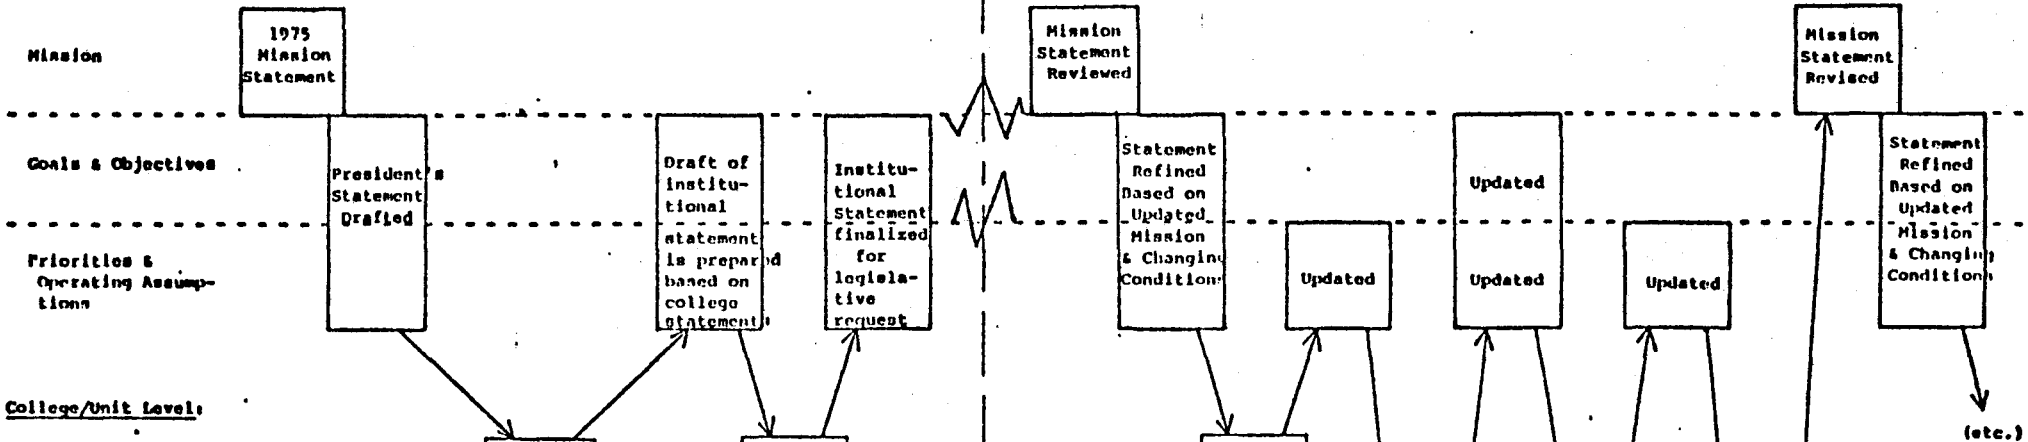 Mission
1975
Mission
Statement
Mission
Statement
Reviewed
Mission
Statement
Revised
Goals & Objectives
President's
Statement
Drafted
Draft of
institu-
tional
statement
is prepared
based on
college
statements
Institu-
tional
Statement
finalized
for
legisla-
tive
request
Statement
Refined
Based on
Updated
Mission
& Changing
Conditions
Updated
Updated
Updated
Updated
Statement
Refined
Based on
Updated
Mission
& Changing
Conditions
Priorities &
Operating Assump-
tions
College/Unit Level:
(etc.)